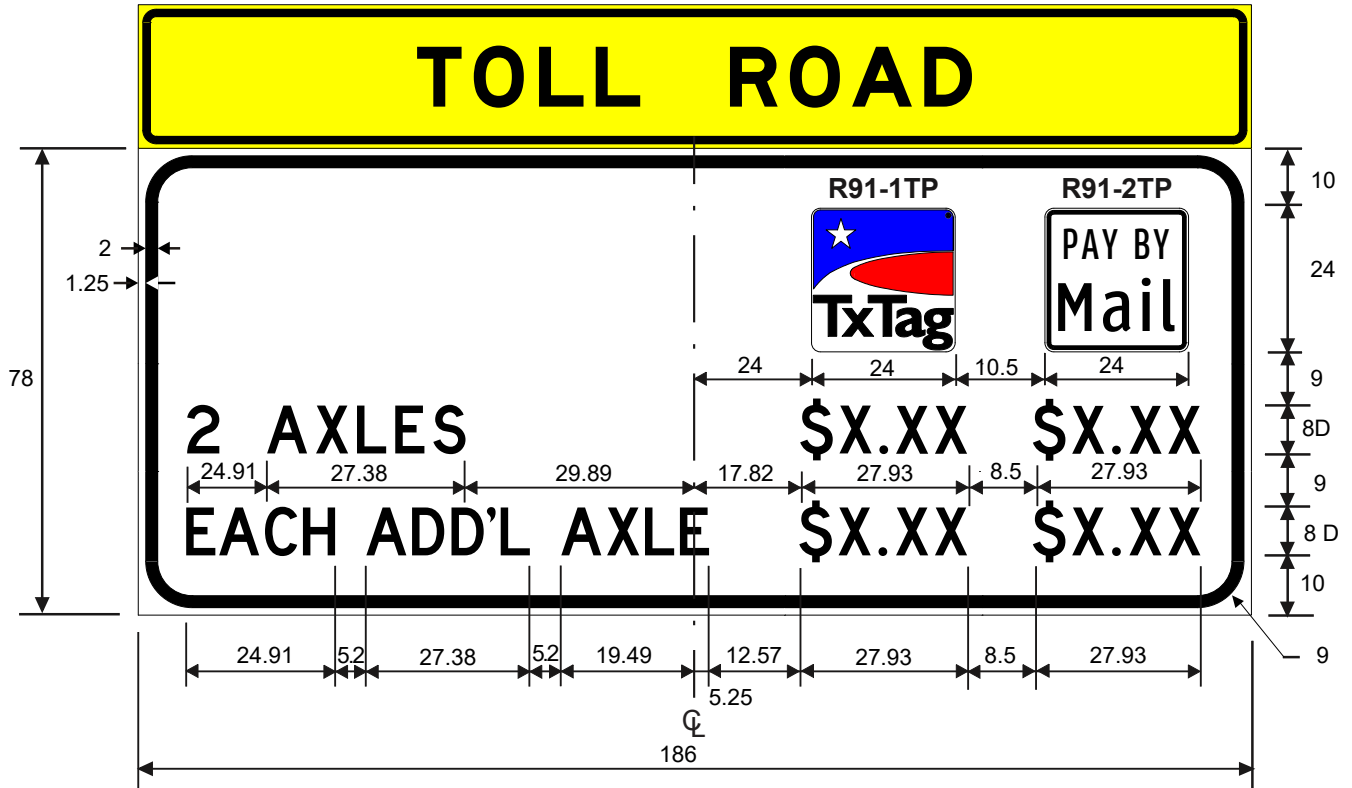 TOLL ROAD
10
R91-1TP R91-2TP
2
PAY BY
24
1.25
Mail
TxTag
24 24 10.5 24
78
9
2 AXLES $X.XX $X.XX
8D
24.91 27.38 29.89 17.82 27.93 8.5 27.93
9
EACH ADD'L AXLE $X.XX $X.XX
8 D
10
24.91 5.2 27.38 5.2 19.49 12.57 27.93 8.5 27.93
9
5.25
℄
186